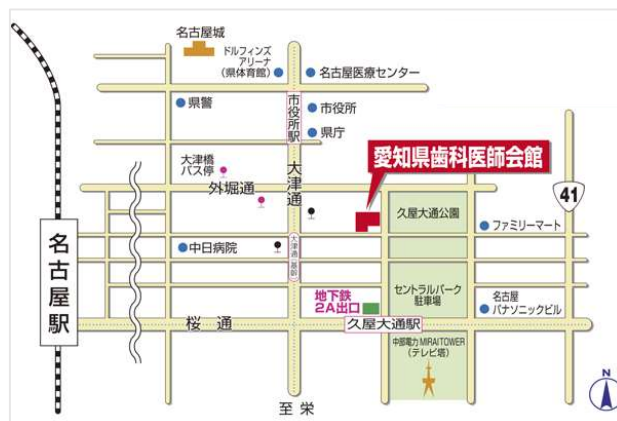 名古屋城
ドルフィンズ
アリーナ
(県体育館)
名古屋医療センター
県警
市役所駅
市役所
県庁
愛知県歯科医師会館
大津橋
バス停
外堀通
大津通
久屋大通公園
41
ファミリーマート
名古屋駅
中日病院
セントラルパーク
駐車場
地下鉄
2A出口
名古屋
パナソニックビル
桜通
久屋大通駅
中部電力 MIRAI TOWER
(テレビ塔)
至 栄
N